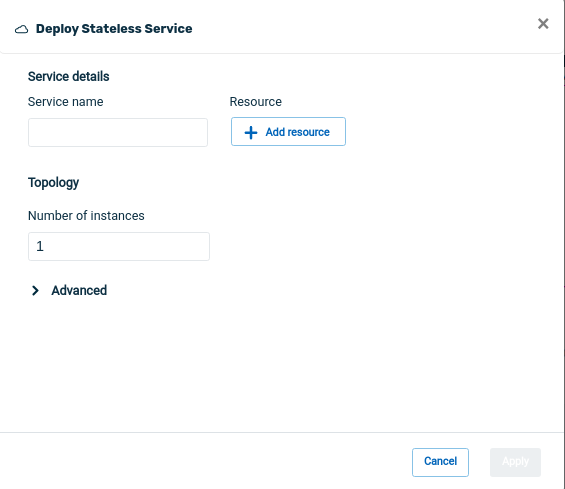 Deploy Stateless Service
Service details
Service name
Resource
Add resource
Topology
Number of instances
1
Advanced
Cancel
Apply